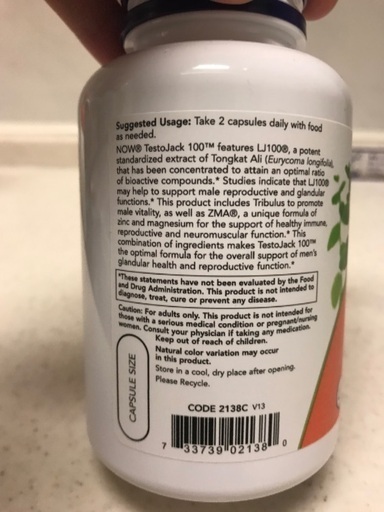 Suggested Usage: Take 2 capsules daily with food
as needed.
NOW® TestoJack 100™ features LJ100®, a potent
standardized extract of Tongkat Ali (Eurycoma longifolia),
that has been concentrated to attain an optimal ratio
of bioactive compounds.* Studies indicate that LJ100®
may help to support male reproductive and glandular
functions.* This product includes Tribulus to promote
male vitality, as well as ZMA®, a unique formula of
zinc and magnesium for the support of healthy immune,
reproductive and neuromuscular function.* This
combination of ingredients makes TestoJack 100™
the optimal formula for the overall support of men's
glandular health and reproductive function.*
*These statements have not been evaluated by the Food
and Drug Administration. This product is not intended to
diagnose, treat, cure or prevent any disease.
Caution: For adults only. This product is not intended for
those with a serious medical condition or pregnant/nursing
women. Consult your physician if taking any medication.
Keep out of reach of children.
Natural color variation may occur
in this product.
Store in a cool, dry place after opening.
Please Recycle.
CAPSULE SIZE
CODE 2138C V13
7 33739 02138 0